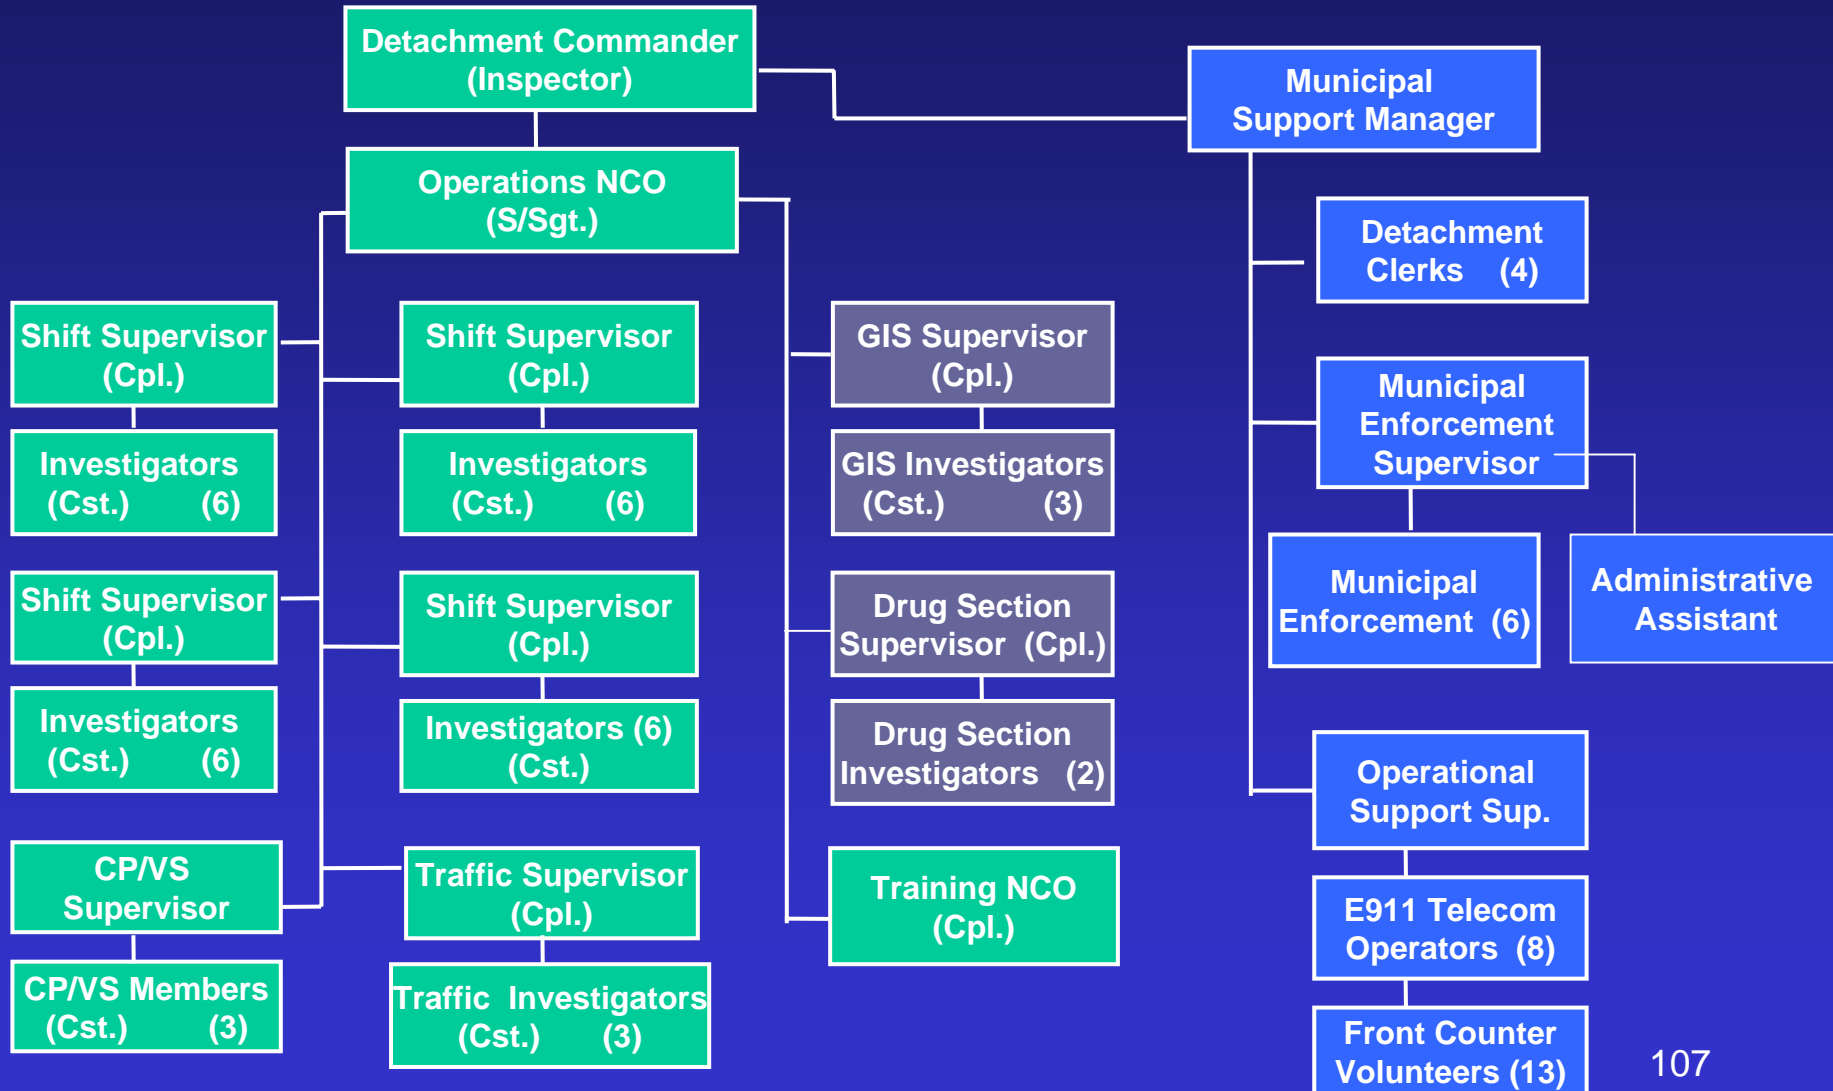 Detachment Commander
(Inspector)
Municipal
Support Manager
Operations NCO
(S/Sgt.)
Detachment
Clerks (4)
Shift Supervisor
(Cpl.)
Shift Supervisor
(Cpl.)
GIS Supervisor
(Cpl.)
Municipal
Enforcement
Supervisor
Investigators
(Cst.) (6)
Investigators
(Cst.) (6)
GIS Investigators
(Cst.) (3)
Municipal
Enforcement (6)
Administrative
Assistant
Shift Supervisor
(Cpl.)
Shift Supervisor
(Cpl.)
Drug Section
Supervisor (Cpl.)
Investigators
(Cst.) (6)
Investigators (6)
(Cst.)
Drug Section
Investigators (2)
Operational
Support Sup.
CP/VS
Supervisor
Traffic Supervisor
(Cpl.)
Training NCO
(Cpl.)
E911 Telecom
Operators (8)
CP/VS Members
(Cst.) (3)
Traffic Investigators
(Cst.) (3)
Front Counter
Volunteers (13)
107